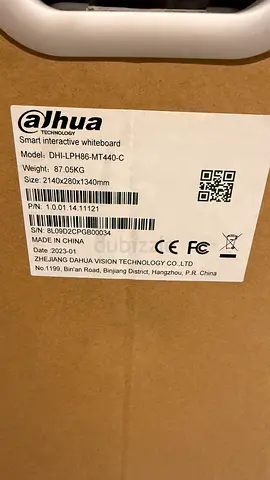 alhua
TECHNOLOGY
Smart interactive whiteboard
Model: DHI-LPH86-MT440-C
Weight: 87.05KG
Size: 2140x280x1340mm
P/N: 1.0.01.14.11121
S/N: 8L09D2CPGB00034
MADE IN CHINA
dubizzle
CE FC
Date: 2023-01
ZHEJIANG DAHUA VISION TECHNOLOGY CO.,LTD
No.1199, Bin'an Road, Binjiang District, Hangzhou, P.R. China